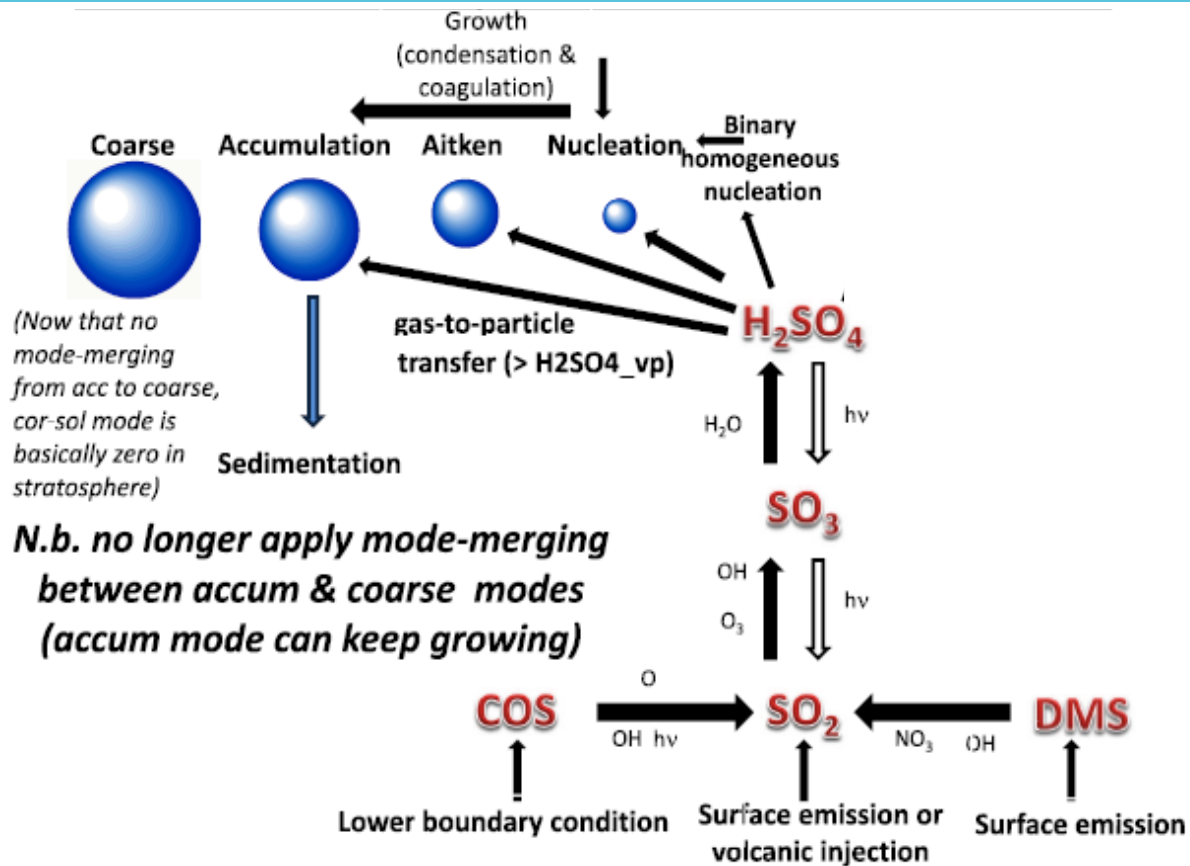 Growth
(condensation &
coagulation)
Coarse
Accumulation
Aitken
Nucleation
Binary
homogeneous
nucleation
(Now that no
mode-merging
from acc to coarse,
cor-sol mode is
basically zero in
stratosphere)
gas-to-particle
transfer (> H2SO4_vp)
H₂SO₄
Sedimentation
H₂O
hν
SO₃
N.b. no longer apply mode-merging
between accum & coarse modes
(accum mode can keep growing)
OH
O₃
hν
COS
O
OH hν
SO₂
NO₃ OH
DMS
Lower boundary condition
Surface emission or
volcanic injection
Surface emission